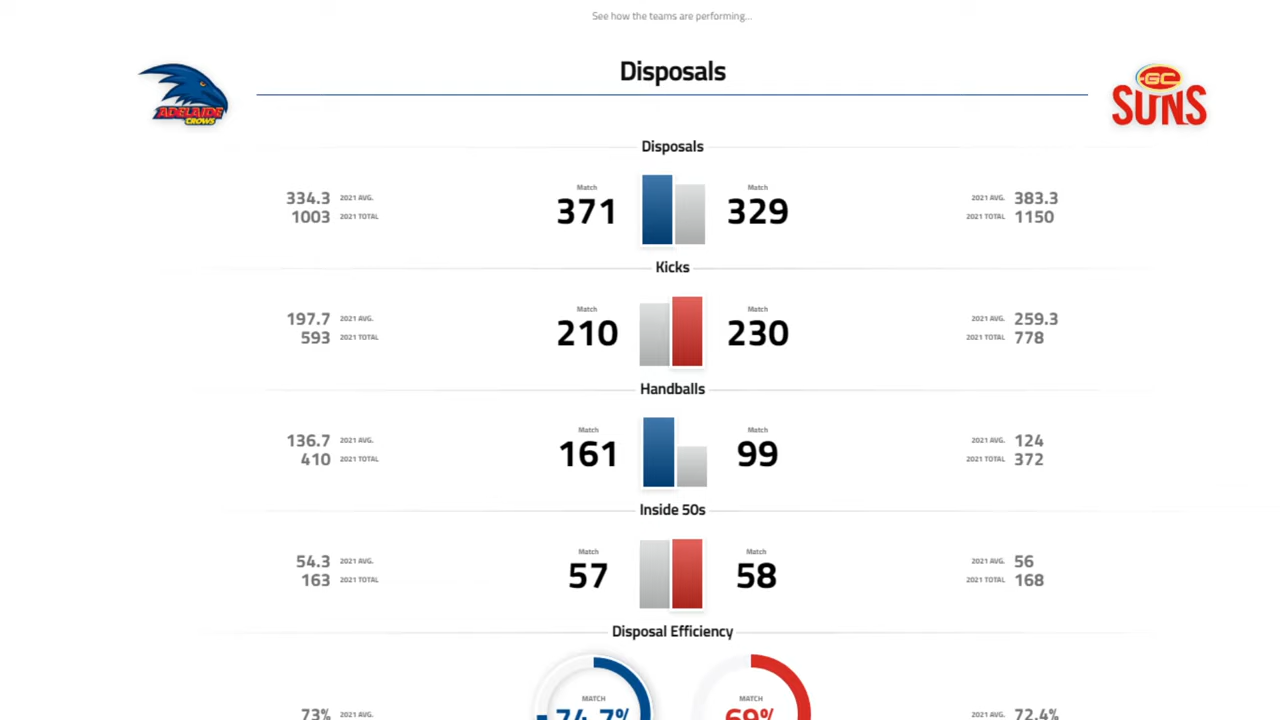 See how the teams are performing...
Disposals
ADELAIDE
CROWS
GC
SUNS
Disposals
334.3 2021 AVG.
1003 2021 TOTAL
Match
371
Match
329
2021 AVG. 383.3
2021 TOTAL 1150
Kicks
197.7 2021 AVG.
593 2021 TOTAL
Match
210
Match
230
2021 AVG. 259.3
2021 TOTAL 778
Handballs
136.7 2021 AVG.
410 2021 TOTAL
Match
161
Match
99
2021 AVG. 124
2021 TOTAL 372
Inside 50s
54.3 2021 AVG.
163 2021 TOTAL
Match
57
Match
58
2021 AVG. 56
2021 TOTAL 168
Disposal Efficiency
73% 2021 AVG.
MATCH
74.7%
MATCH
69%
2021 AVG. 72.4%